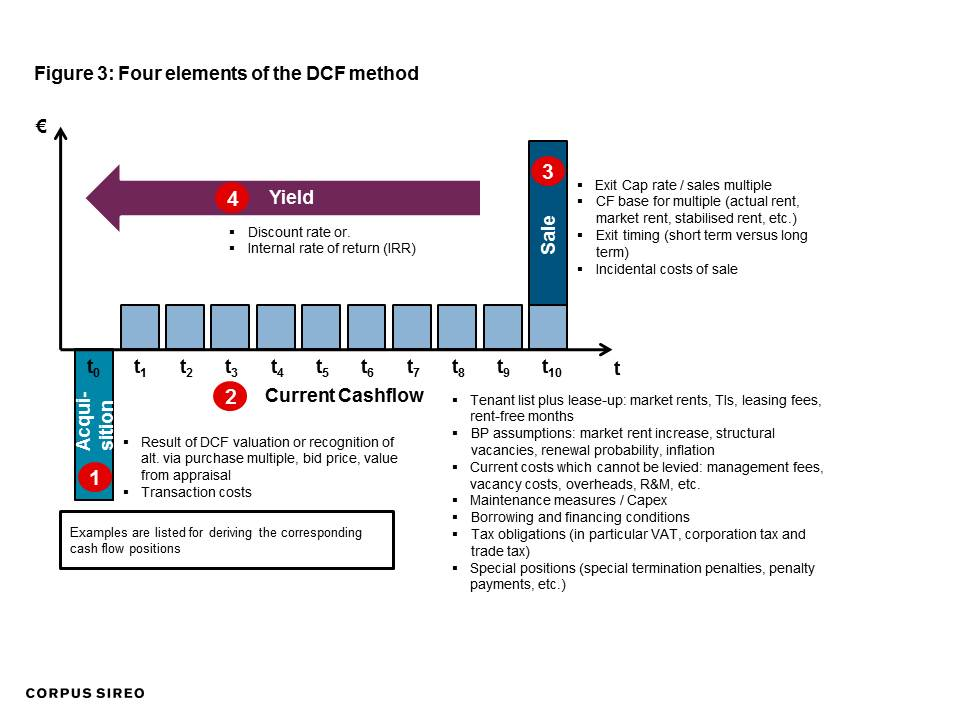 Figure 3: Four elements of the DCF method
€
4 Yield
▪ Discount rate or.
▪ Internal rate of return (IRR)
3
Sale
▪ Exit Cap rate / sales multiple
▪ CF base for multiple (actual rent,
market rent, stabilised rent, etc.)
▪ Exit timing (short term versus long
term)
▪ Incidental costs of sale
t0 t1 t2 t3 t4 t5 t6 t7 t8 t9 t10 t
Acqui-
sition
1
2 Current Cashflow
▪ Result of DCF valuation or recognition of
alt. via purchase multiple, bid price, value
from appraisal
▪ Transaction costs
▪ Tenant list plus lease-up: market rents, TIs, leasing fees,
rent-free months
▪ BP assumptions: market rent increase, structural
vacancies, renewal probability, inflation
▪ Current costs which cannot be levied: management fees,
vacancy costs, overheads, R&M, etc.
▪ Maintenance measures / Capex
▪ Borrowing and financing conditions
▪ Tax obligations (in particular VAT, corporation tax and
trade tax)
▪ Special positions (special termination penalties, penalty
payments, etc.)
Examples are listed for deriving the corresponding
cash flow positions
CORPUS SIREO